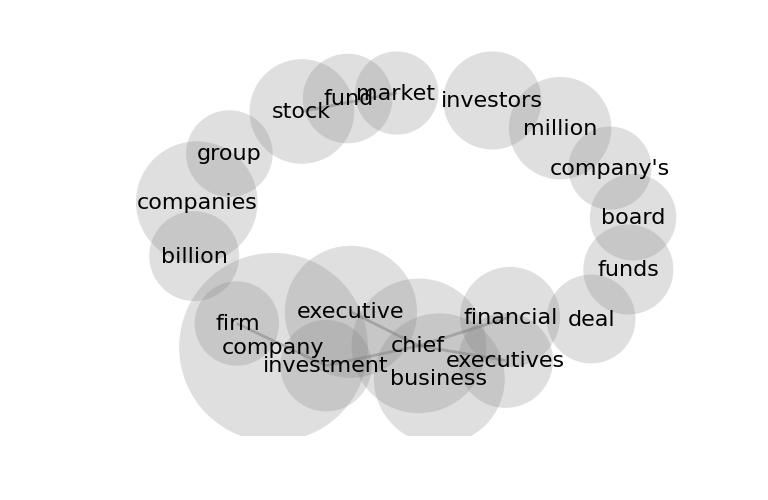 market
fund
investors
stock
million
group
company's
companies
board
billion
funds
executive
financial
deal
firm
chief
company
executives
investment
business